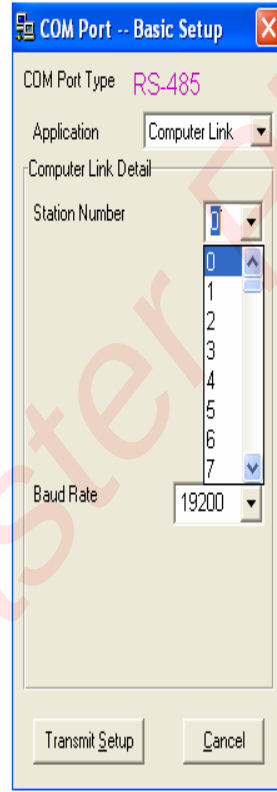 COM Port -- Basic Setup
COM Port Type RS-485
Application Computer Link
Computer Link Detail
Station Number 0
0
1
2
3
4
5
6
7
Baud Rate 19200
Transmit Setup Cancel